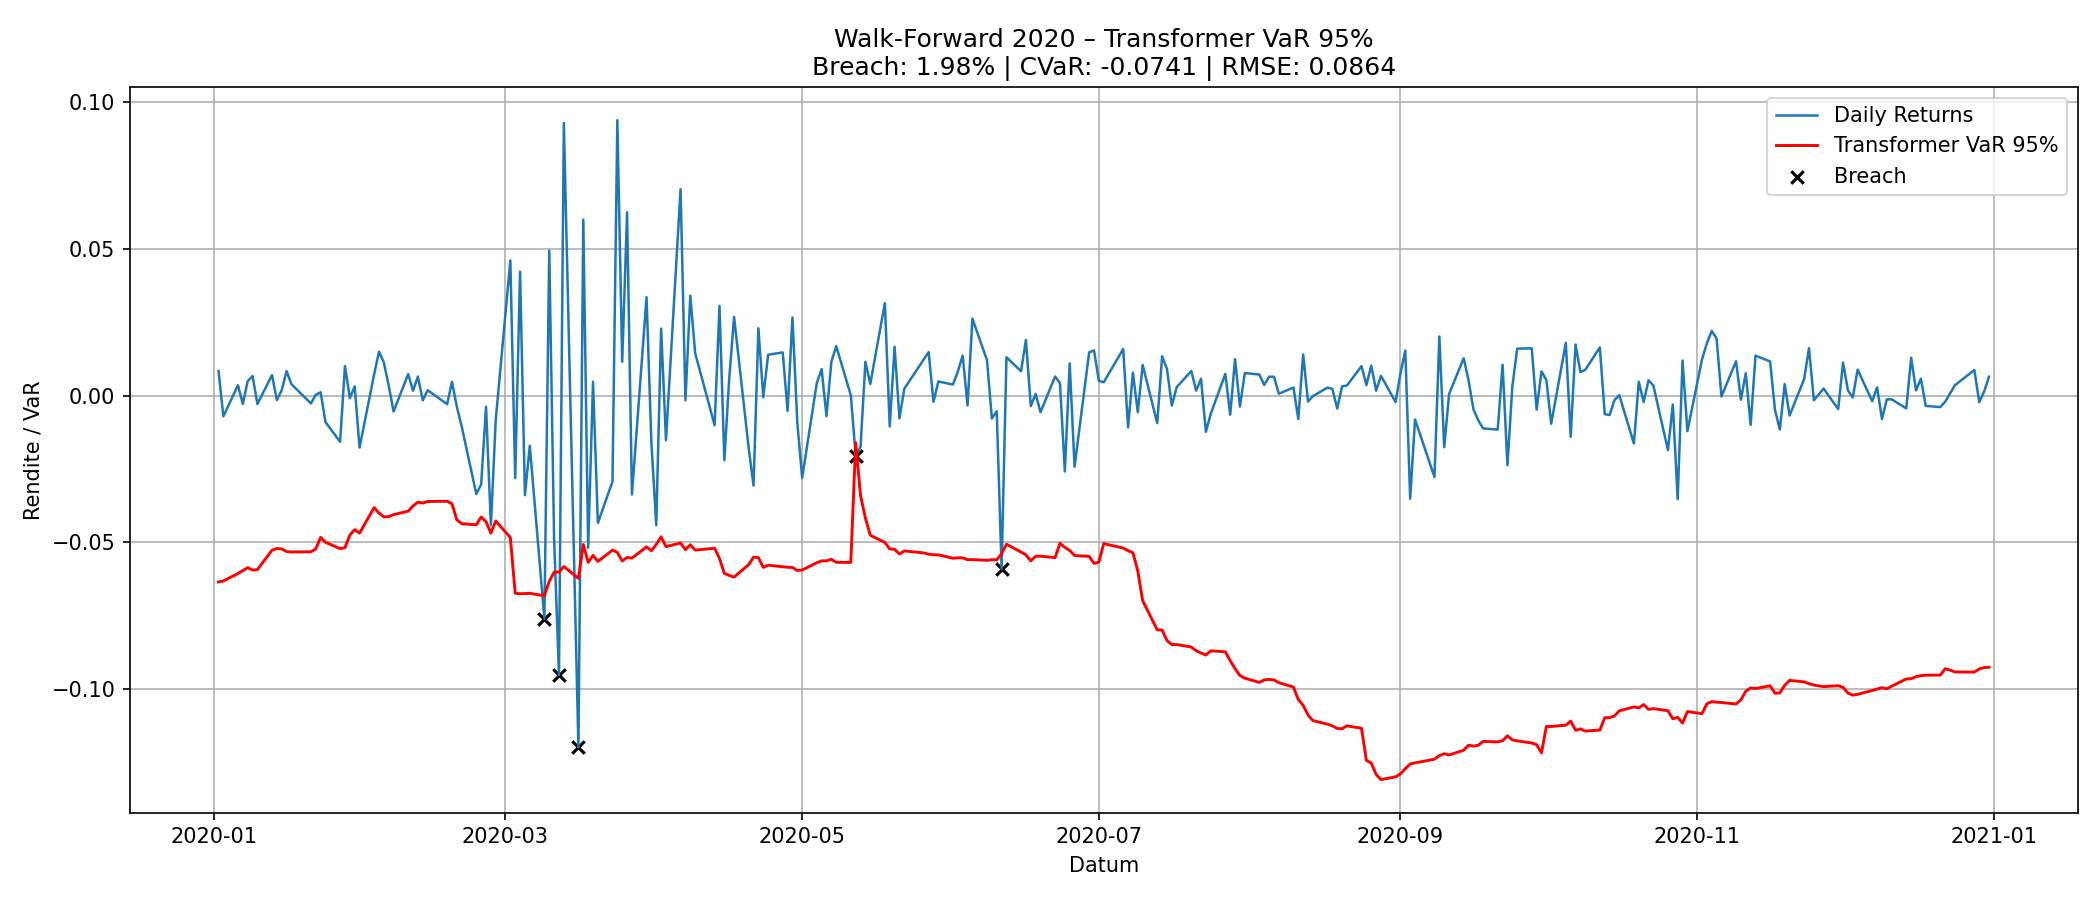 Walk-Forward 2020 – Transformer VaR 95%
Breach: 1.98% | CVaR: -0.0741 | RMSE: 0.0864
Daily Returns
Transformer VaR 95%
Breach
Rendite / VaR
0.10
0.05
0.00
−0.05
−0.10
2020-01
2020-03
2020-05
2020-07
2020-09
2020-11
2021-01
Datum